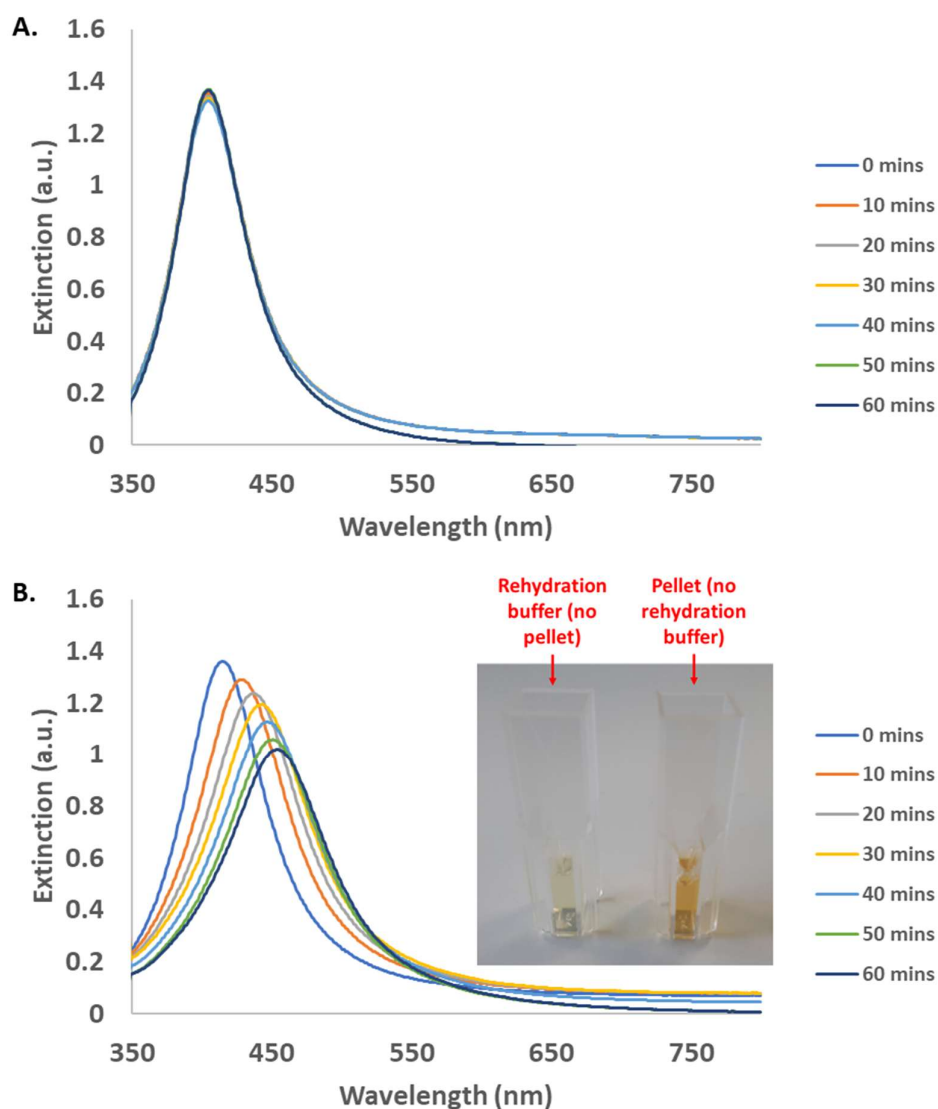 A.
1.6
1.4
1.2
1
0.8
0.6
0.4
0.2
0
Extinction (a.u.)
350 450 550 650 750
Wavelength (nm)
0 mins
10 mins
20 mins
30 mins
40 mins
50 mins
60 mins
B.
1.6
1.4
1.2
1
0.8
0.6
0.4
0.2
0
Extinction (a.u.)
Rehydration
buffer (no
pellet)
Pellet (no
rehydration
buffer)
350 450 550 650 750
Wavelength (nm)
0 mins
10 mins
20 mins
30 mins
40 mins
50 mins
60 mins